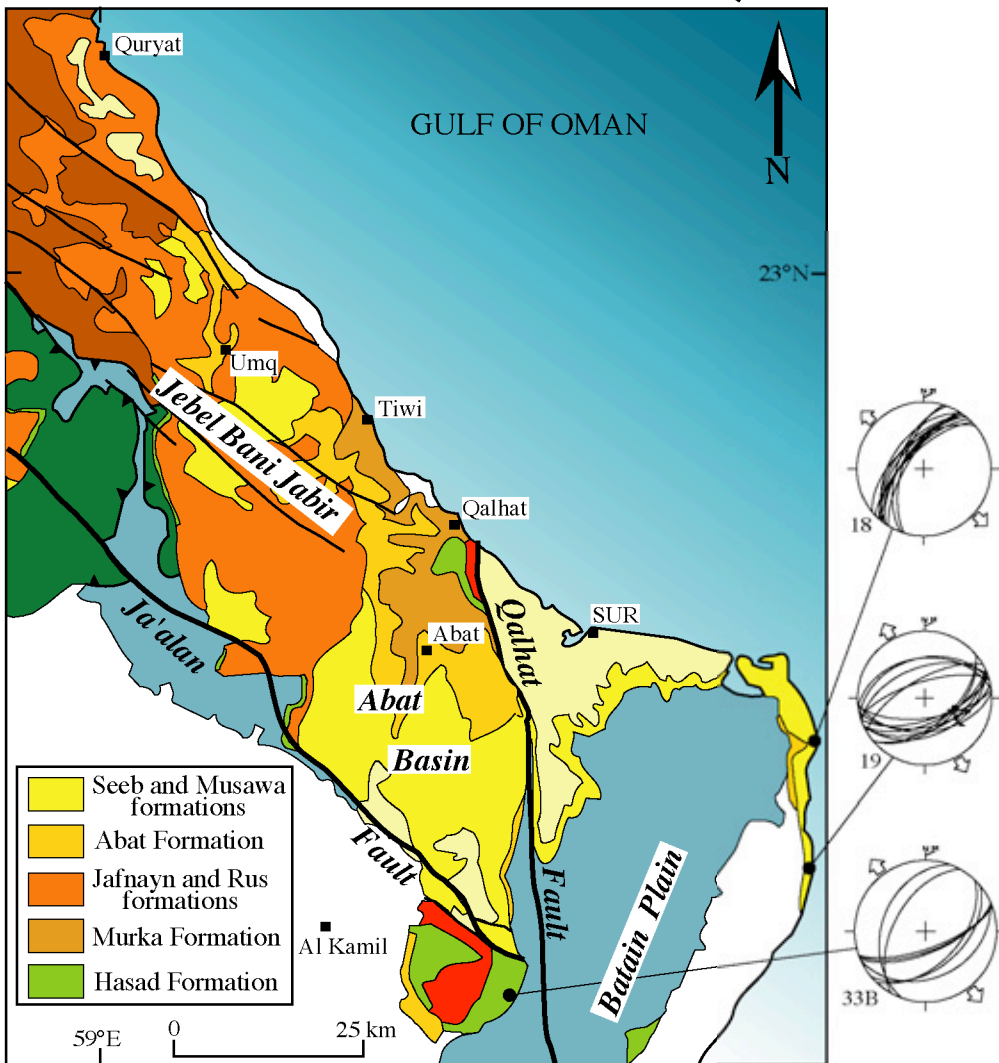 Quryat
GULF OF OMAN
N
23°N
Umq
Tiwi
Jebel Bani Jabir
Qalhat
18
SUR
Ja'alan
Qalhat
Abat
Abat
Basin
19
Seeb and Musawa
formations
Abat Formation
Jafnayn and Rus
formations
Murka Formation
Hasad Formation
Fault
Fault
Batain Plain
Al Kamil
33B
0
25 km
59°E